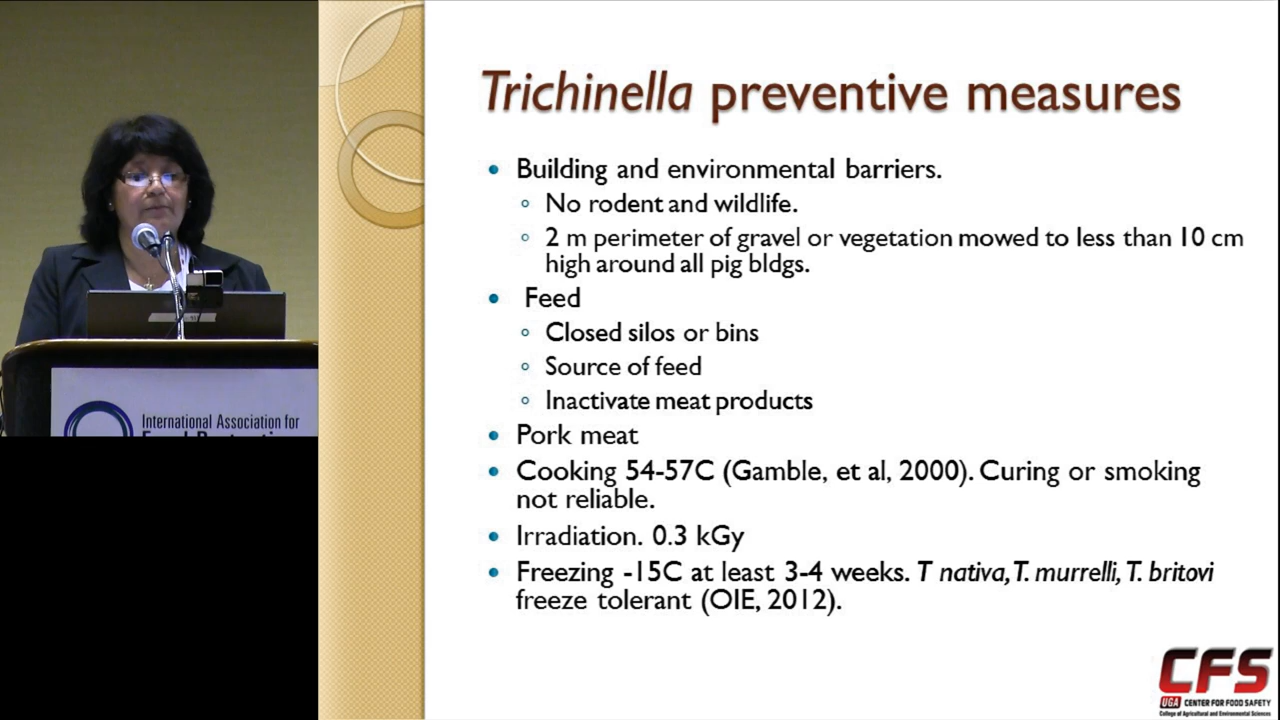 Trichinella preventive measures
• Building and environmental barriers.
◦ No rodent and wildlife.
◦ 2 m perimeter of gravel or vegetation mowed to less than 10 cm
high around all pig bldgs.
• Feed
◦ Closed silos or bins
◦ Source of feed
◦ Inactivate meat products
• Pork meat
• Cooking 54-57C (Gamble, et al, 2000). Curing or smoking
not reliable.
• Irradiation. 0.3 kGy
• Freezing -15C at least 3-4 weeks. T nativa, T. murrelli, T. britovi
freeze tolerant (OIE, 2012).
International Association for
CFS
UGA CENTER FOR FOOD SAFETY
College of Agricultural and Environmental Sciences